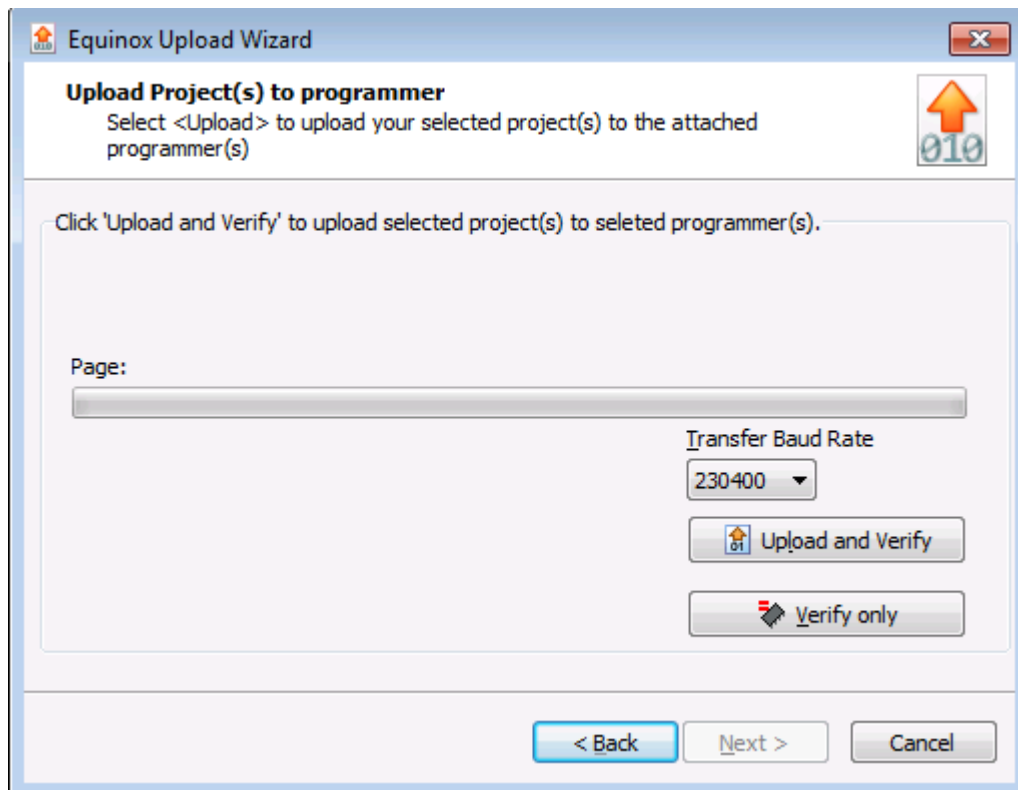 Equinox Upload Wizard
Upload Project(s) to programmer
Select <Upload> to upload your selected project(s) to the attached
programmer(s)
010
Click 'Upload and Verify' to upload selected project(s) to seleted programmer(s).
Page:
Transfer Baud Rate
230400
Upload and Verify
Verify only
< Back
Next >
Cancel